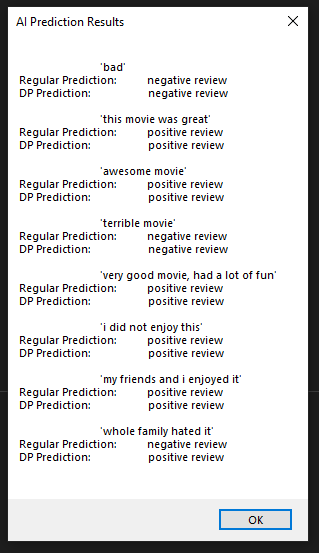 AI Prediction Results
'bad'
Regular Prediction: negative review
DP Prediction: negative review
'this movie was great'
Regular Prediction: positive review
DP Prediction: positive review
'awesome movie'
Regular Prediction: positive review
DP Prediction: positive review
'terrible movie'
Regular Prediction: negative review
DP Prediction: negative review
'very good movie, had a lot of fun'
Regular Prediction: positive review
DP Prediction: positive review
'i did not enjoy this'
Regular Prediction: positive review
DP Prediction: positive review
'my friends and i enjoyed it'
Regular Prediction: positive review
DP Prediction: positive review
'whole family hated it'
Regular Prediction: negative review
DP Prediction: positive review
OK